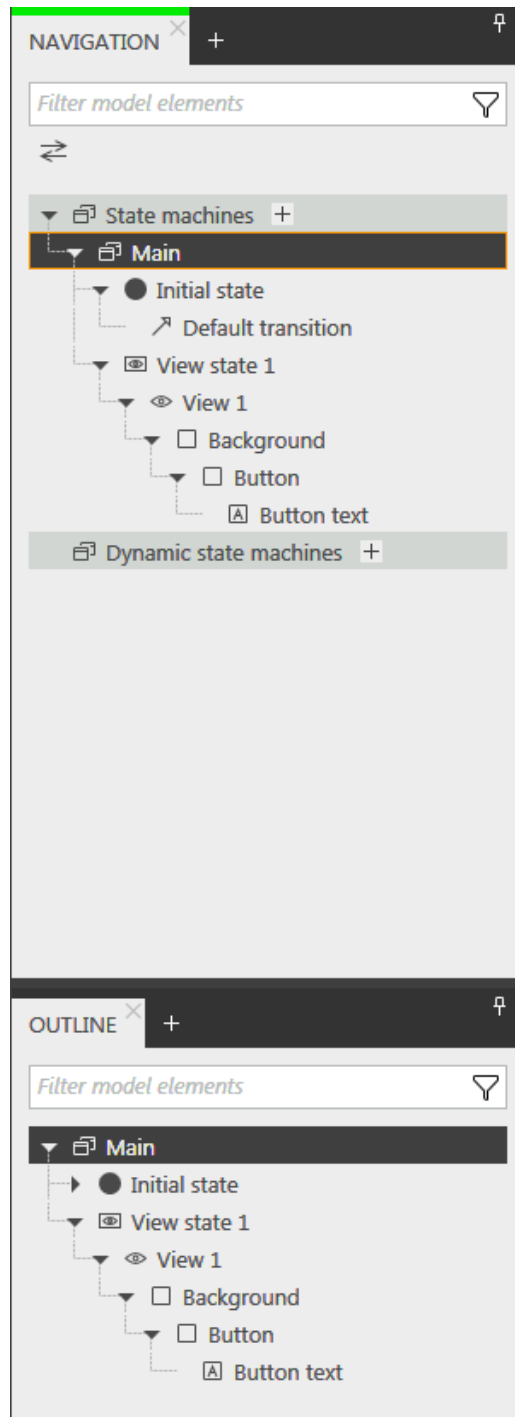 NAVIGATION
Filter model elements
State machines
Main
Initial state
Default transition
View state 1
View 1
Background
Button
A Button text
Dynamic state machines
OUTLINE
Filter model elements
Main
Initial state
View state 1
View 1
Background
Button
A Button text